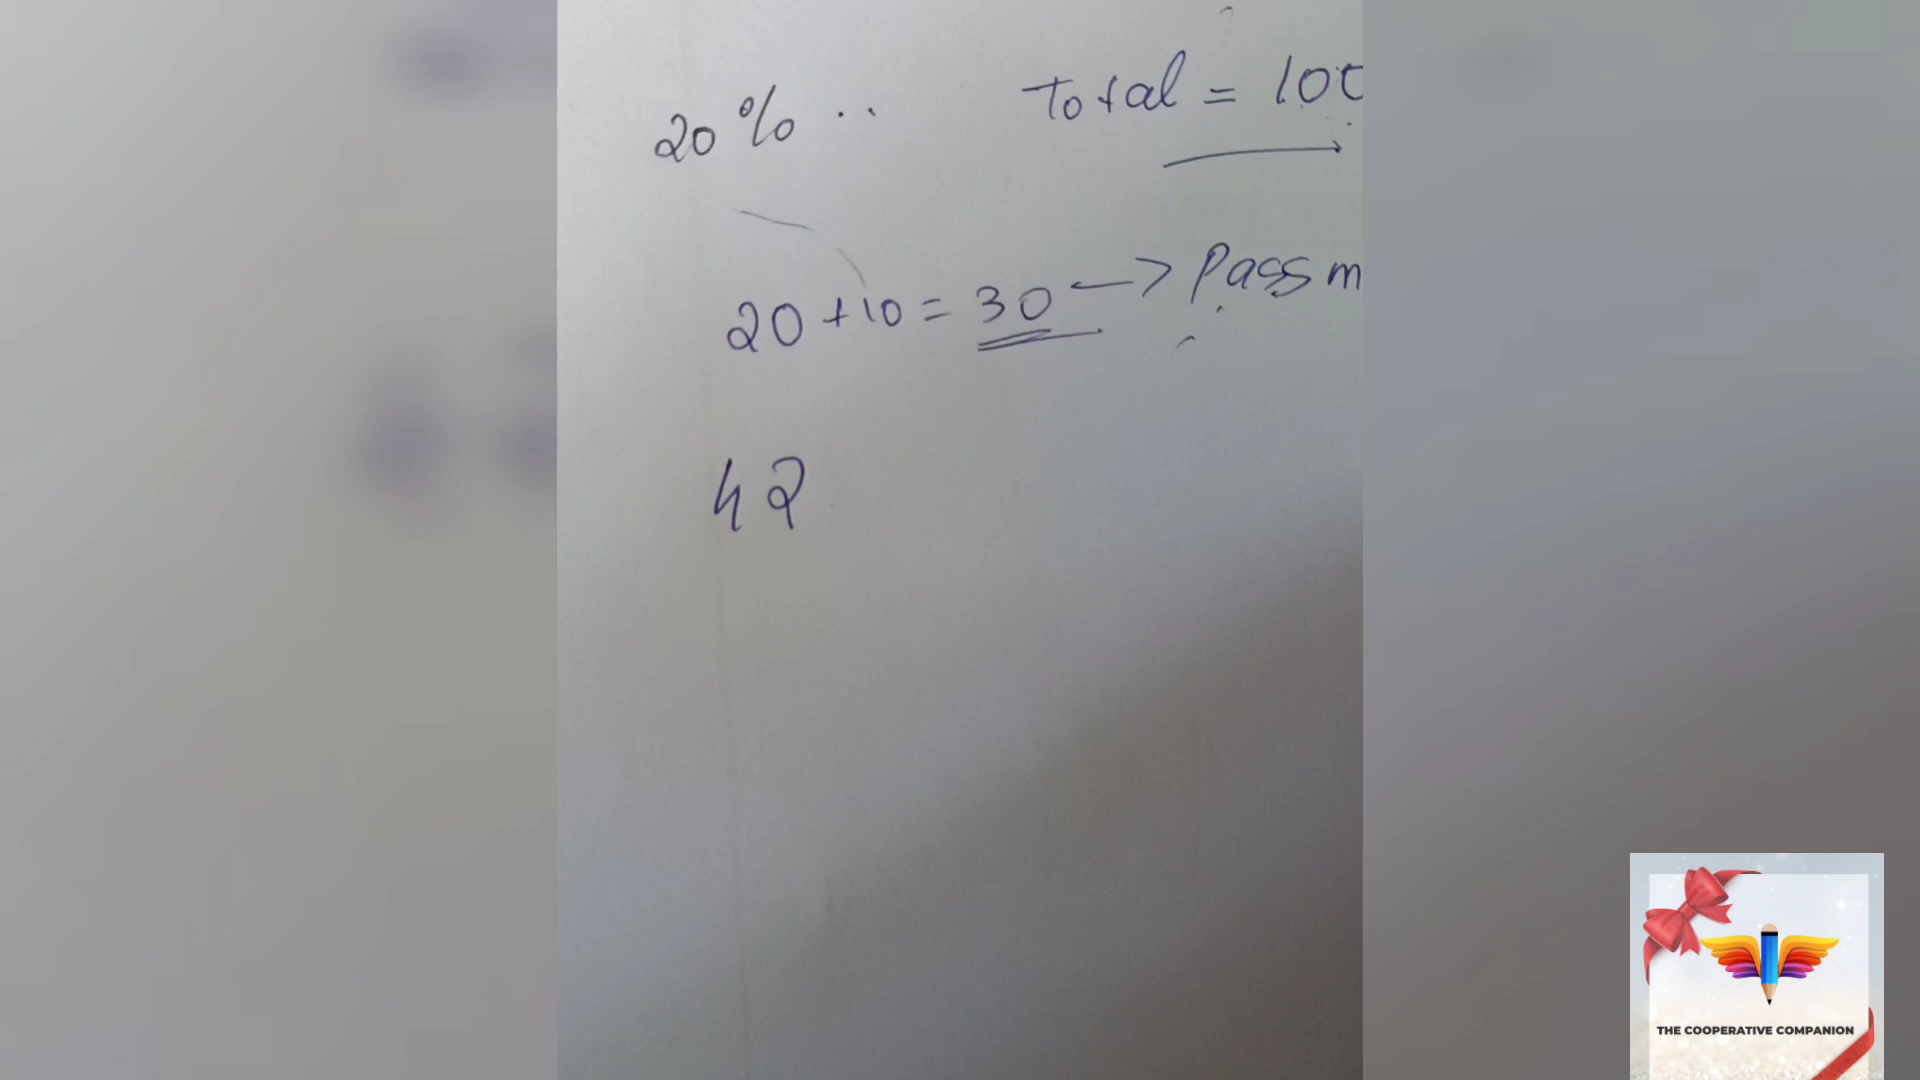 20% .. Total = 100
20 + 10 = 30 <-> Pass m
42
THE COOPERATIVE COMPANION